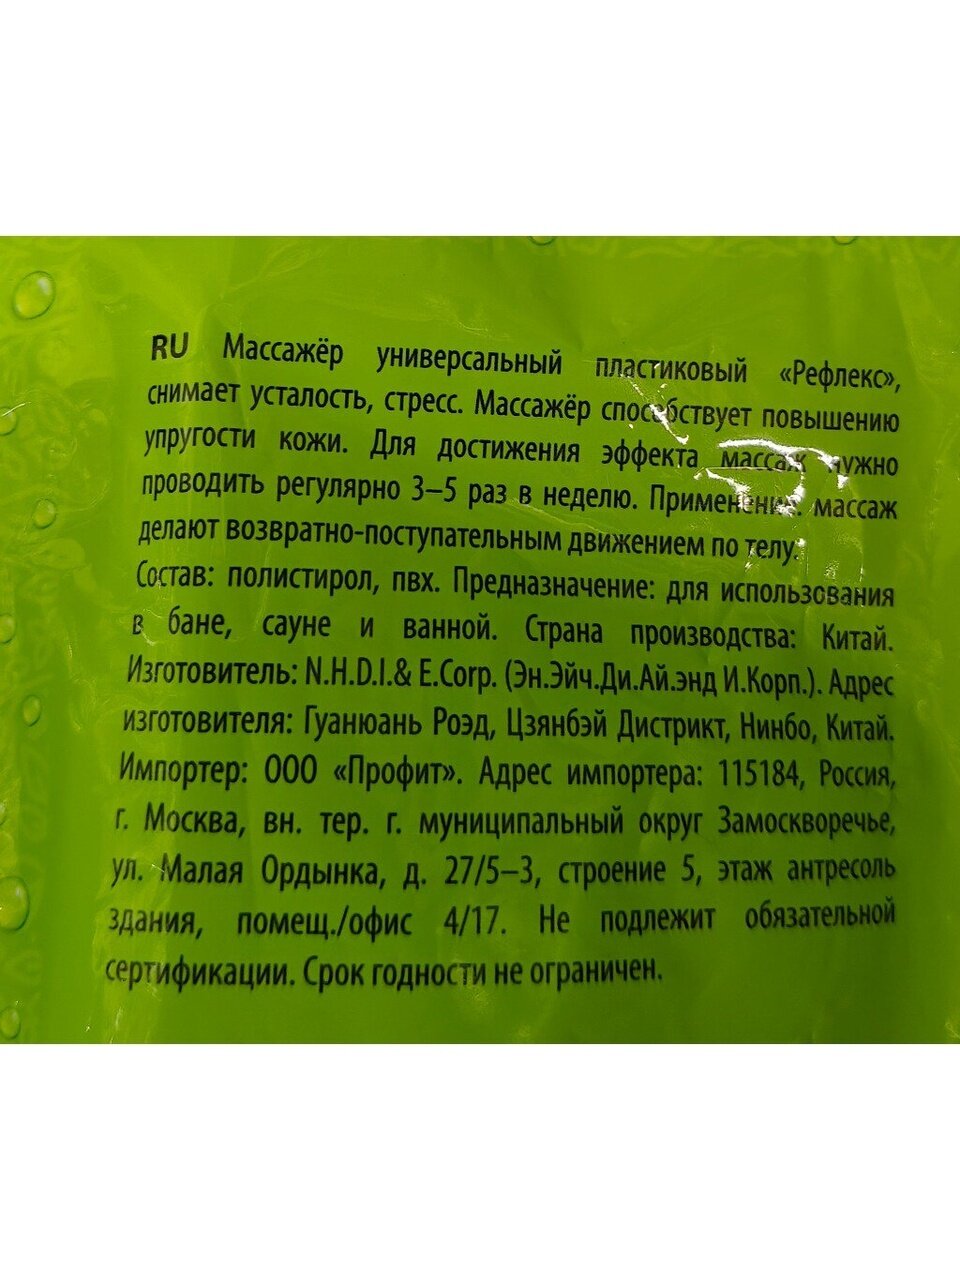 RU Массажёр универсальный пластиковый «Рефлекс»,
снимает усталость, стресс. Массажёр способствует повышению
упругости кожи. Для достижения эффекта массаж нужно
проводить регулярно 3–5 раз в неделю. Применение: массаж
делают возвратно-поступательным движением по телу.
Состав: полистирол, пвх. Предназначение: для использования
в бане, сауне и ванной. Страна производства: Китай.
Изготовитель: N.H.D.I.& E.Corp. (Эн.Эйч.Ди.Ай.энд И.Корп.). Адрес
изготовителя: Гуанюань Роэд, Цзянбэй Дистрикт, Нинбо, Китай.
Импортер: ООО «Профит». Адрес импортера: 115184, Россия,
г. Москва, вн. тер. г. муниципальный округ Замоскворечье,
ул. Малая Ордынка, д. 27/5–3, строение 5, этаж антресоль
здания, помещ./офис 4/17. Не подлежит обязательной
сертификации. Срок годности не ограничен.